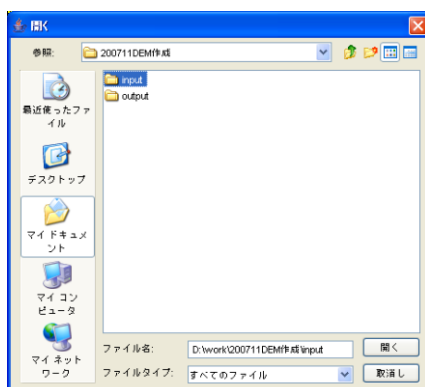 開く
参照:
200711DEM作成
input
output
最近使ったファ
イル
デスクトップ
マイ ドキュメ
ント
マイ コン
ピュータ
マイ ネット
ワーク
ファイル名:
D:\work\200711DEM作成\input
開く
ファイルタイプ:
すべてのファイル
取消し